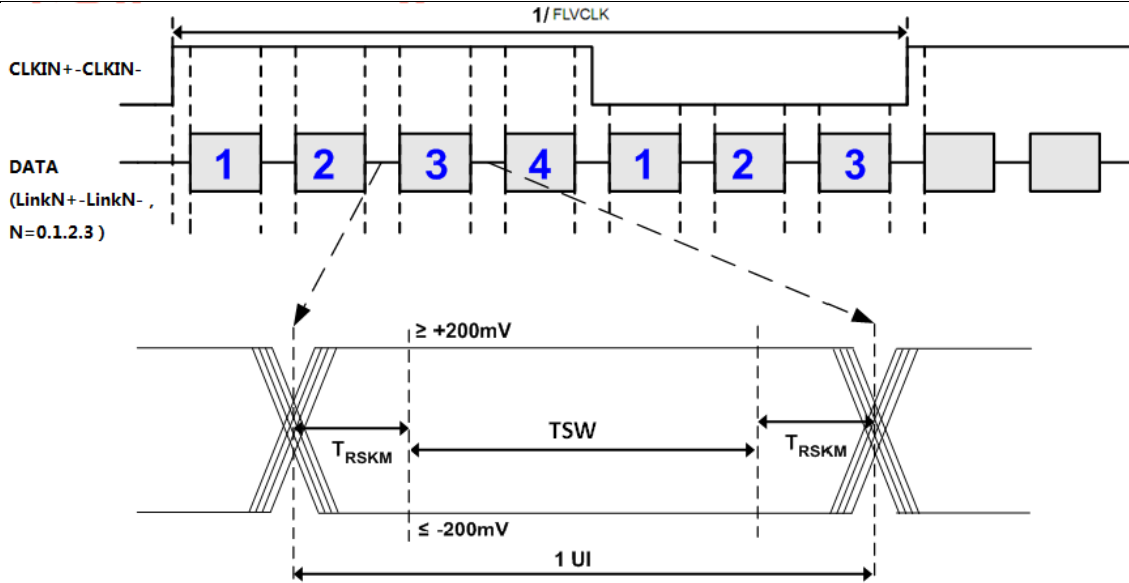 1/ FLVCLK
CLKIN+-CLKIN-
DATA
(LinkN+-LinkN- ,
N=0.1.2.3 )
1 2 3 4 1 2 3
≥ +200mV
TRSKM TSW TRSKM
≤ -200mV
1 UI